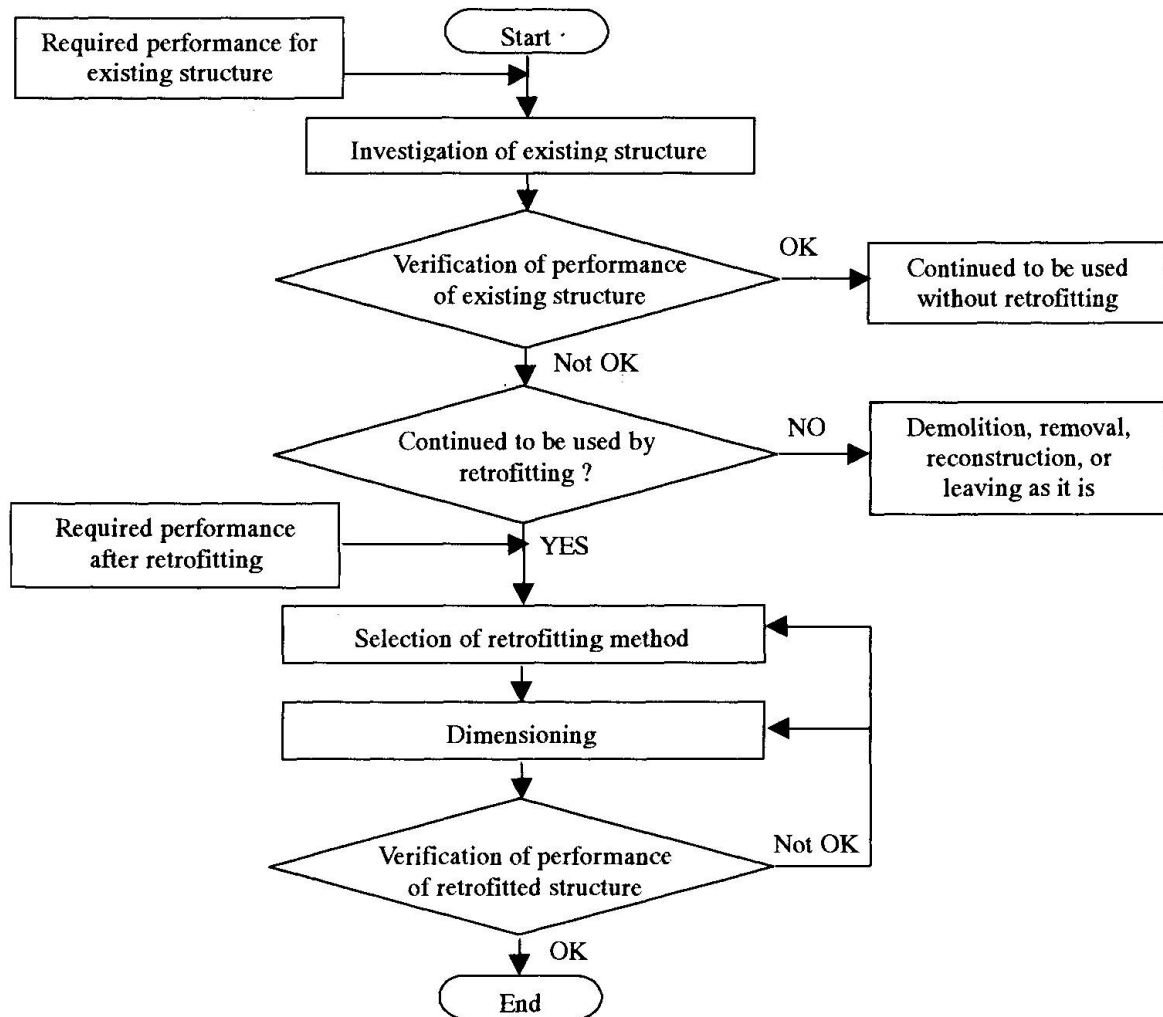 Required performance for
existing structure
Start
Investigation of existing structure
Verification of performance
of existing structure
OK
Continued to be used
without retrofitting
Not OK
Continued to be used by
retrofitting ?
NO
Demolition, removal,
reconstruction, or
leaving as it is
Required performance
after retrofitting
YES
Selection of retrofitting method
Dimensioning
Verification of performance
of retrofitted structure
Not OK
OK
End